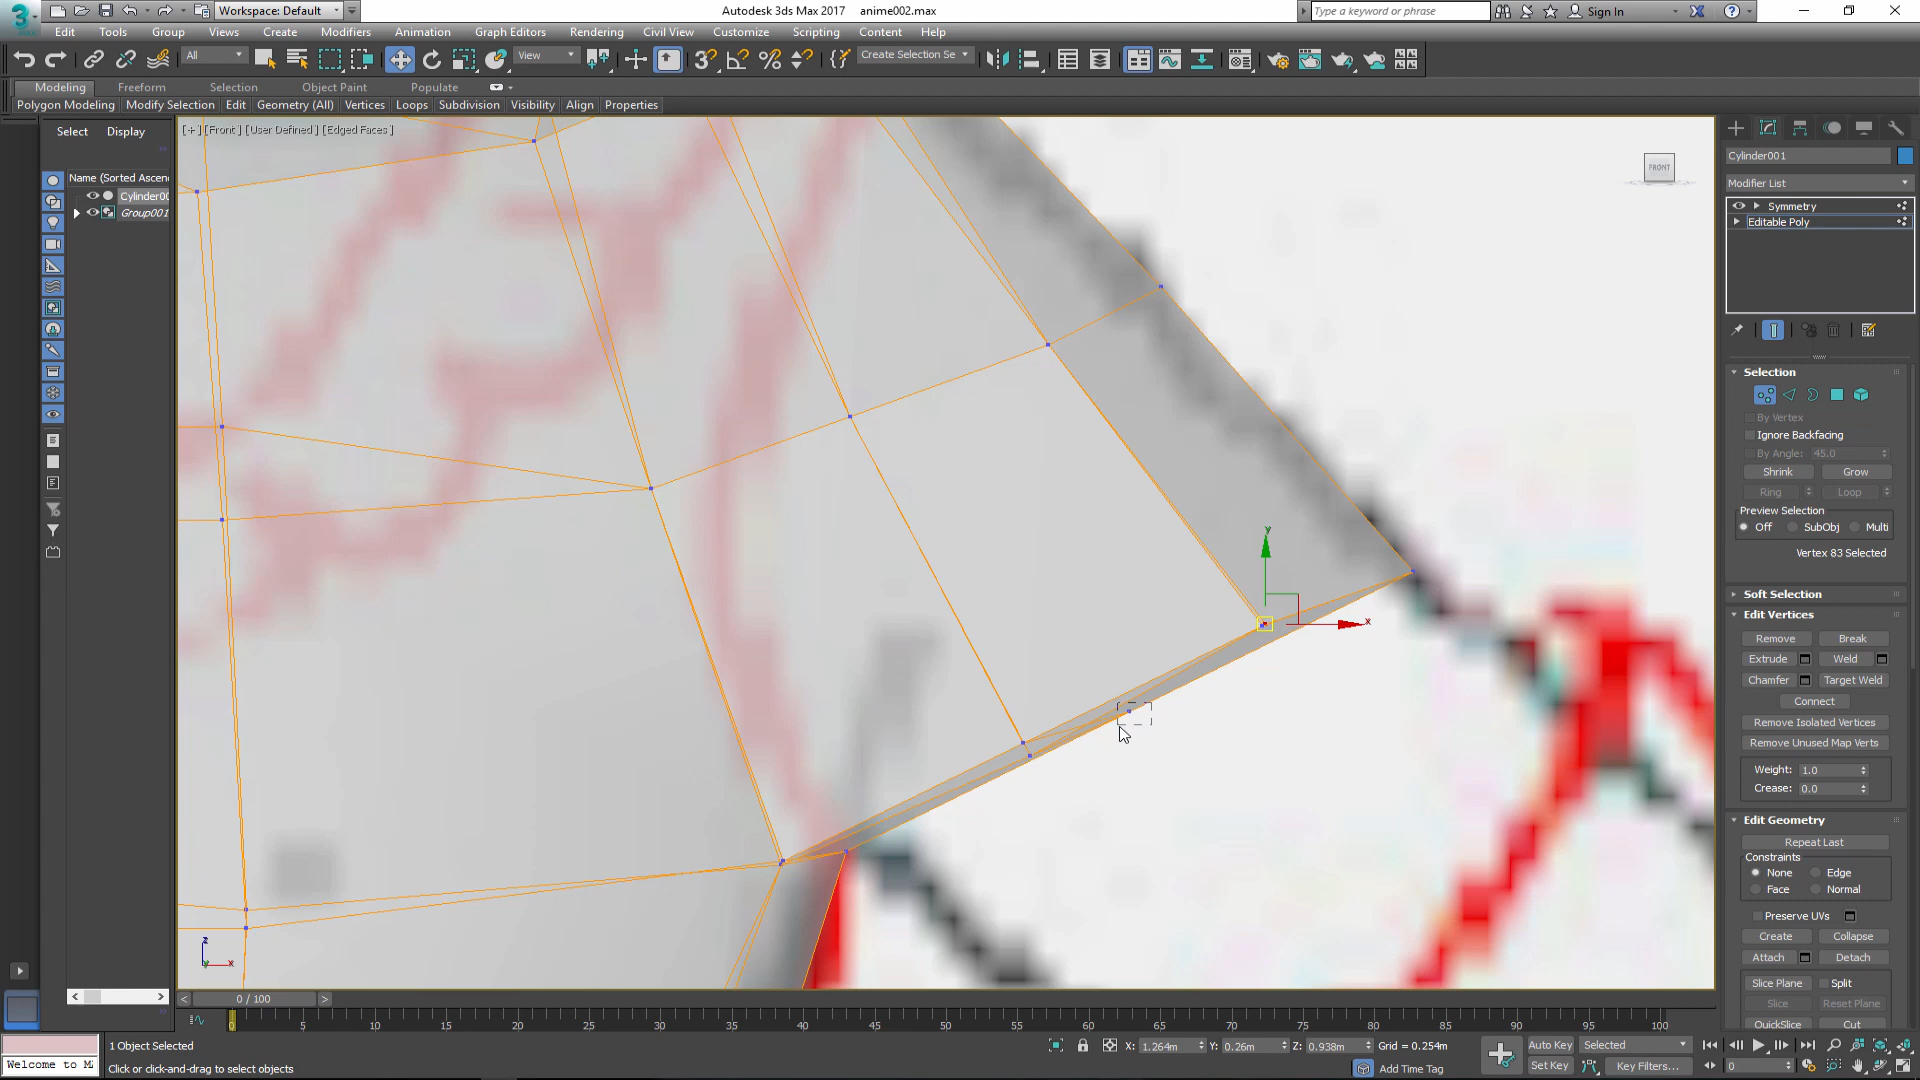 Workspace: Default
Autodesk 3ds Max 2017 anime002.max
Type a keyword or phrase
Sign In
Edit Tools Group Views Create Modifiers Animation Graph Editors Rendering Civil View Customize Scripting Content Help
All
View
Create Selection Se
Modeling Freeform Selection Object Paint Populate
Polygon Modeling Modify Selection Edit Geometry (All) Vertices Loops Subdivision Visibility Align Properties
Select Display
Name (Sorted Ascen
Cylinder00
Group001
[+] [Front ] [User Defined ] [Edged Faces ]
FRONT
y
x
z
x
Cylinder001
Modifier List
Symmetry
Editable Poly
Selection
By Vertex
Ignore Backfacing
By Angle: 45.0
Shrink Grow
Ring Loop
Preview Selection
Off SubObj Multi
Vertex 83 Selected
Soft Selection
Edit Vertices
Remove Break
Extrude Weld
Chamfer Target Weld
Connect
Remove Isolated Vertices
Remove Unused Map Verts
Weight: 1.0
Crease: 0.0
Edit Geometry
Repeat Last
Constraints
None Edge
Face Normal
Preserve UVs
Create Collapse
Attach Detach
Slice Plane Split
Slice Reset Plane
QuickSlice Cut
< 0 / 100 >
0 5 10 15 20 25 30 35 40 45 50 55 60 65 70 75 80 85 90 95 100
1 Object Selected
X: 1.264m Y: 0.26m Z: 0.938m Grid = 0.254m
Auto Key Selected
Welcome to M
Click or click-and-drag to select objects
Add Time Tag
Set Key Key Filters...
0